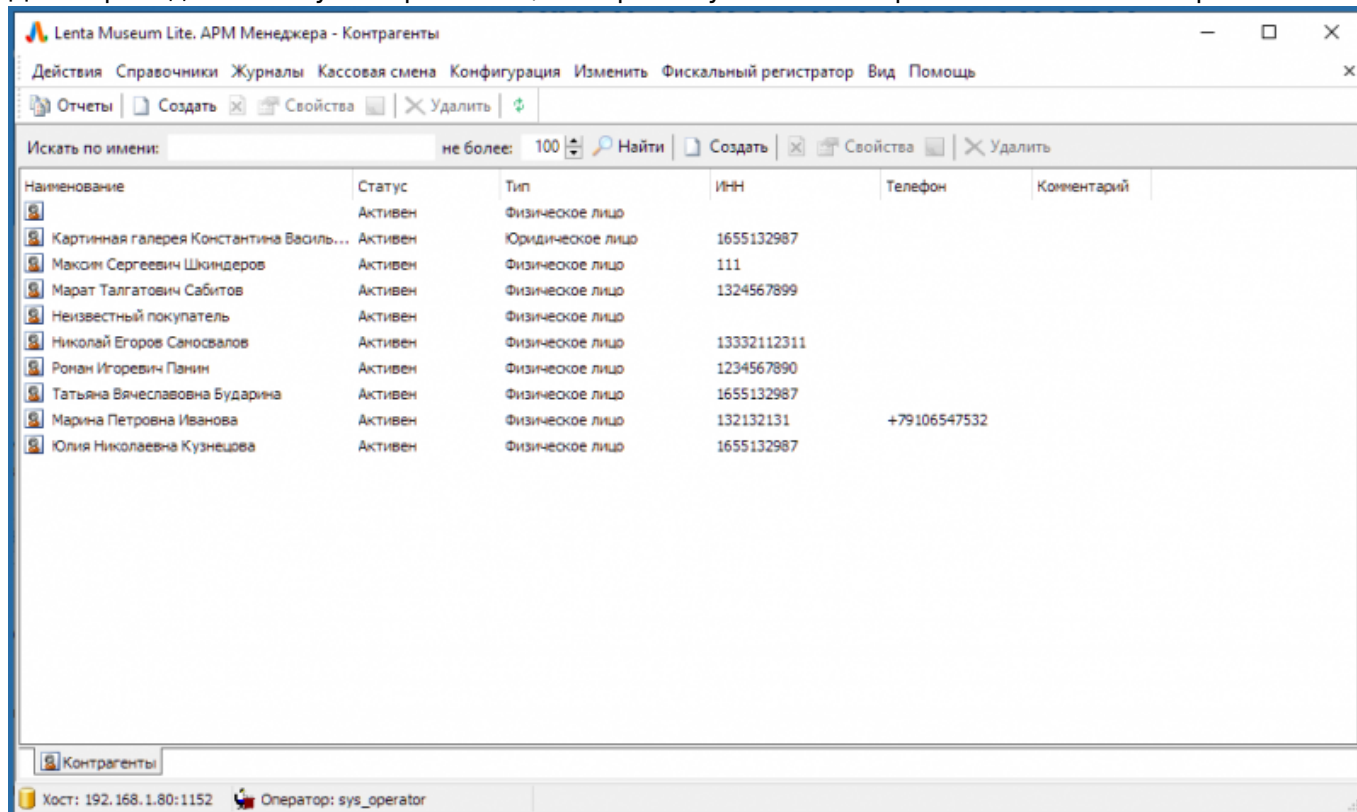 Lenta Museum Lite. АРМ Менеджера - Контрагенты
Действия Справочники Журналы Кассовая смена Конфигурация Изменить Фискальный регистратор Вид Помощь
Отчеты Создать Свойства Удалить
Искать по имени: не более: 100 Найти Создать Свойства Удалить
Наименование Статус Тип ИНН Телефон Комментарий
Активен Физическое лицо
Картинная галерея Константина Василь... Активен Юридическое лицо 1655132987
Максим Сергеевич Шкиндеров Активен Физическое лицо 111
Марат Талгатович Сабитов Активен Физическое лицо 1324567899
Неизвестный покупатель Активен Физическое лицо
Николай Егоров Самосвалов Активен Физическое лицо 13332112311
Роман Игоревич Панин Активен Физическое лицо 1234567890
Татьяна Вячеславовна Бударина Активен Физическое лицо 1655132987
Марина Петровна Иванова Активен Физическое лицо 132132131 +79106547532
Юлия Николаевна Кузнецова Активен Физическое лицо 1655132987
Контрагенты
Хост: 192.168.1.80:1152 Оператор: sys_operator